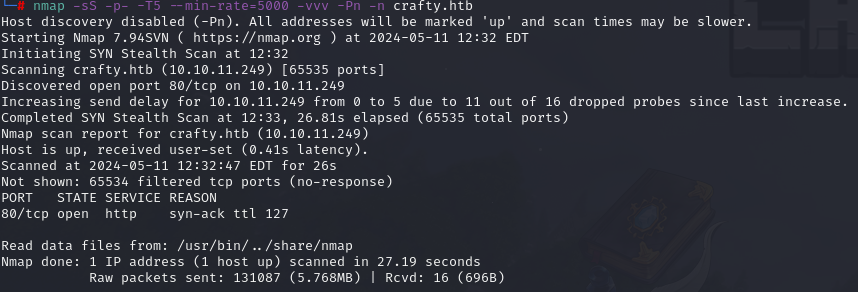 └─# nmap -sS -p- -T5 --min-rate=5000 -vvv -Pn -n crafty.htb
Host discovery disabled (-Pn). All addresses will be marked 'up' and scan times may be slower.
Starting Nmap 7.94SVN ( https://nmap.org ) at 2024-05-11 12:32 EDT
Initiating SYN Stealth Scan at 12:32
Scanning crafty.htb (10.10.11.249) [65535 ports]
Discovered open port 80/tcp on 10.10.11.249
Increasing send delay for 10.10.11.249 from 0 to 5 due to 11 out of 16 dropped probes since last increase.
Completed SYN Stealth Scan at 12:33, 26.81s elapsed (65535 total ports)
Nmap scan report for crafty.htb (10.10.11.249)
Host is up, received user-set (0.41s latency).
Scanned at 2024-05-11 12:32:47 EDT for 26s
Not shown: 65534 filtered tcp ports (no-response)
PORT   STATE SERVICE REASON
80/tcp open  http    syn-ack ttl 127

Read data files from: /usr/bin/../share/nmap
Nmap done: 1 IP address (1 host up) scanned in 27.19 seconds
           Raw packets sent: 131087 (5.768MB) | Rcvd: 16 (696B)